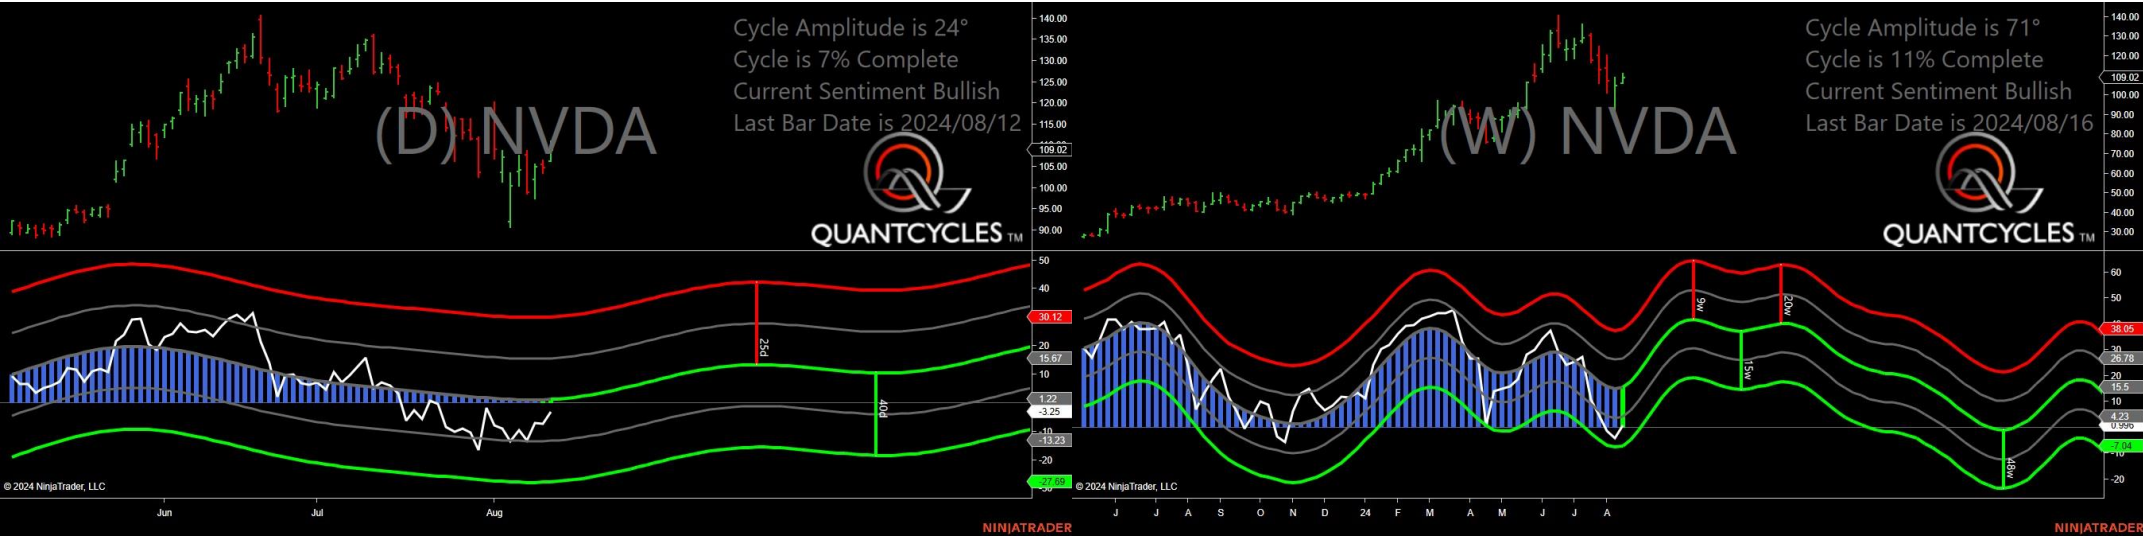 Cycle Amplitude is 24°
Cycle is 7% Complete
Current Sentiment Bullish
Last Bar Date is 2024/08/12
(D) NVDA
QUANTCYCLES TM
140.00
135.00
130.00
125.00
120.00
115.00
109.02
105.00
100.00
95.00
90.00
50
40
30.12
20
15.67
10
1.22
-3.25
-10
-13.23
-20
-27.69
25d
40d
© 2024 NinjaTrader, LLC
Jun
Jul
Aug
NINJATRADER
Cycle Amplitude is 71°
Cycle is 11% Complete
Current Sentiment Bullish
Last Bar Date is 2024/08/16
(W) NVDA
QUANTCYCLES TM
140.00
130.00
120.00
109.02
100.00
90.00
80.00
70.00
60.00
50.00
40.00
30.00
60
50
38.05
30
26.78
20
15.5
10
4.23
0.996
-7.04
-10
-20
9w
20w
15w
48w
© 2024 NinjaTrader, LLC
J J A S O N D 24 F M A M J J A
NINJATRADER